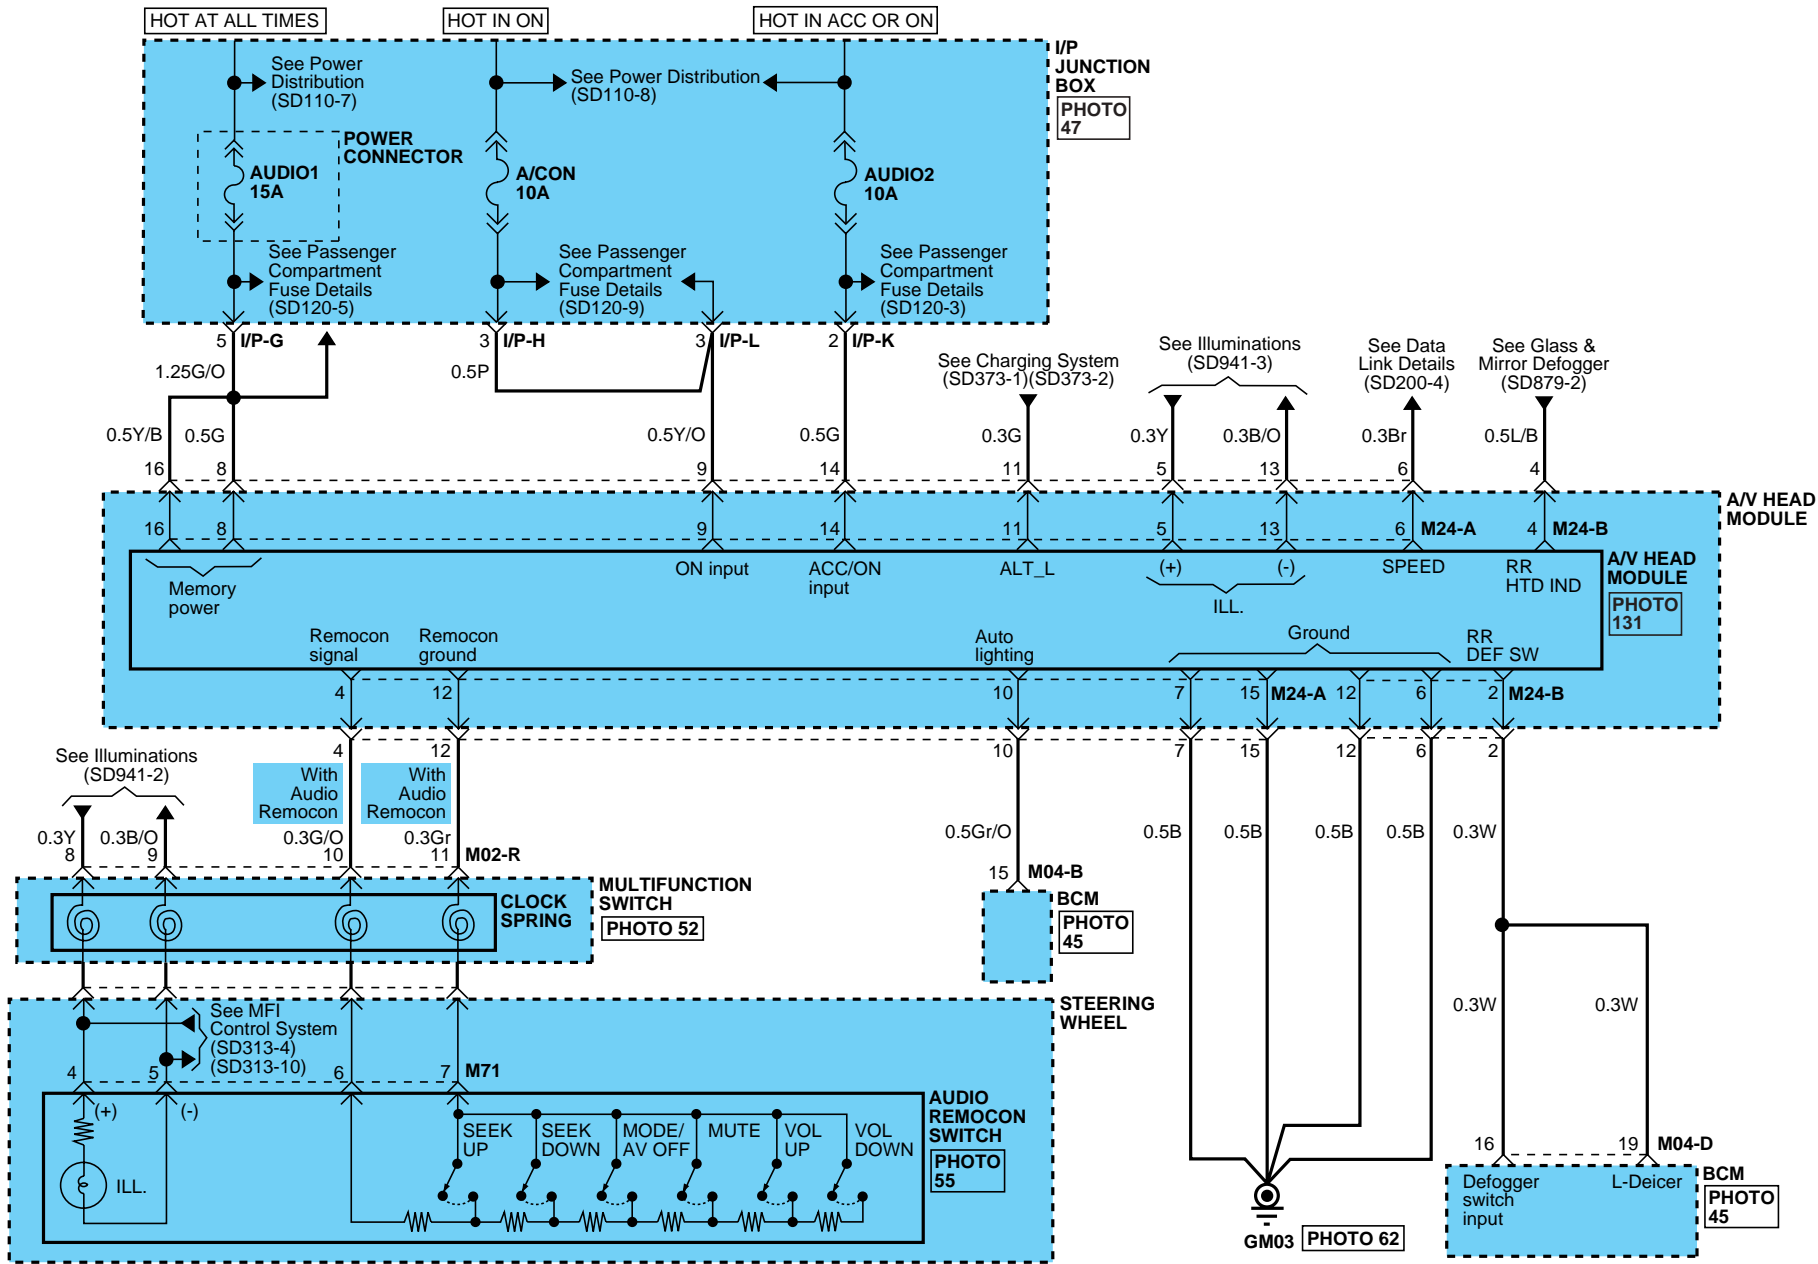 HOT AT ALL TIMES
HOT IN ON
HOT IN ACC OR ON
I/P
JUNCTION
BOX
PHOTO
47
See Power
Distribution
(SD110-7)
See Power Distribution
(SD110-8)
POWER
CONNECTOR
AUDIO1
15A
A/CON
10A
AUDIO2
10A
See Passenger
Compartment
Fuse Details
(SD120-5)
See Passenger
Compartment
Fuse Details
(SD120-9)
See Passenger
Compartment
Fuse Details
(SD120-3)
5 I/P-G
3 I/P-H
3 I/P-L
2 I/P-K
1.25G/O
0.5P
See Charging System
(SD373-1)(SD373-2)
See Illuminations
(SD941-3)
See Data
Link Details
(SD200-4)
See Glass &
Mirror Defogger
(SD879-2)
0.5Y/B 0.5G 0.5Y/O 0.5G 0.3G 0.3Y 0.3B/O 0.3Br 0.5L/B
16 8 9 14 11 5 13 6 4
A/V HEAD
MODULE
16 8 9 14 11 5 13 6 M24-A 4 M24-B
Memory
power
ON input
ACC/ON
input
ALT_L
(+) (-)
ILL.
SPEED
RR
HTD IND
A/V HEAD
MODULE
PHOTO
131
Remocon
signal
Remocon
ground
Auto
lighting
Ground
RR
DEF SW
4 12 10 7 15 M24-A 12 6 2 M24-B
4 12 10 7 15 12 6 2
See Illuminations
(SD941-2)
With
Audio
Remocon
With
Audio
Remocon
0.3Y 0.3B/O 0.3G/O 0.3Gr
0.5Gr/O 0.5B 0.5B 0.5B 0.5B 0.3W
8 9 10 11 M02-R
15 M04-B
MULTIFUNCTION
SWITCH
PHOTO 52
CLOCK
SPRING
BCM
PHOTO
45
STEERING
WHEEL
See MFI
Control System
(SD313-4)
(SD313-10)
0.3W 0.3W
4 5 6 7 M71
(+) (-)
ILL.
SEEK
UP
SEEK
DOWN
MODE/
AV OFF
MUTE
VOL
UP
VOL
DOWN
AUDIO
REMOCON
SWITCH
PHOTO
55
16 19 M04-D
Defogger
switch
input
L-Deicer
BCM
PHOTO
45
GM03 PHOTO 62